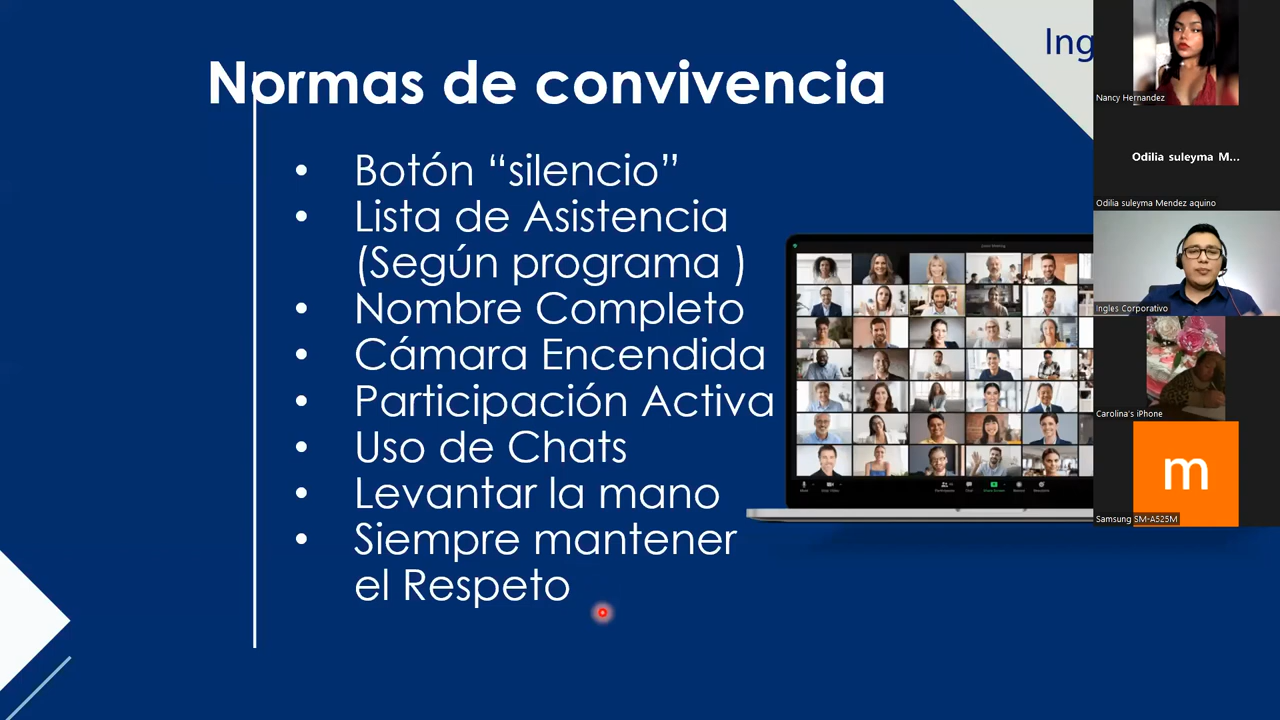 Normas de convivencia
Ing
• Botón “silencio”
• Lista de Asistencia
(Según programa )
• Nombre Completo
• Cámara Encendida
• Participación Activa
• Uso de Chats
• Levantar la mano
• Siempre mantener
el Respeto
Nancy Hernandez
Odilia suleyma M...
Odilia suleyma Mendez aquino
Ingles Corporativo
Carolina's iPhone
m
Samsung SM-A525M